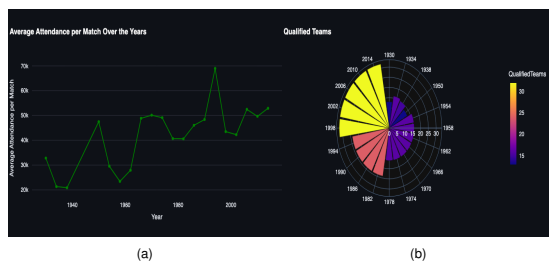 Average Attendance per Match Over the Years
Average Attendance per Match
70k
60k
50k
40k
30k
20k
1940
1960
1980
2000
Year
Qualified Teams
1930
1934
1938
1950
1954
1958
1962
1966
1970
1974
1978
1982
1986
1990
1994
1998
2002
2006
2010
2014
0 5 10 15 20 25 30
QualifiedTeams
30
25
20
15
(a)
(b)